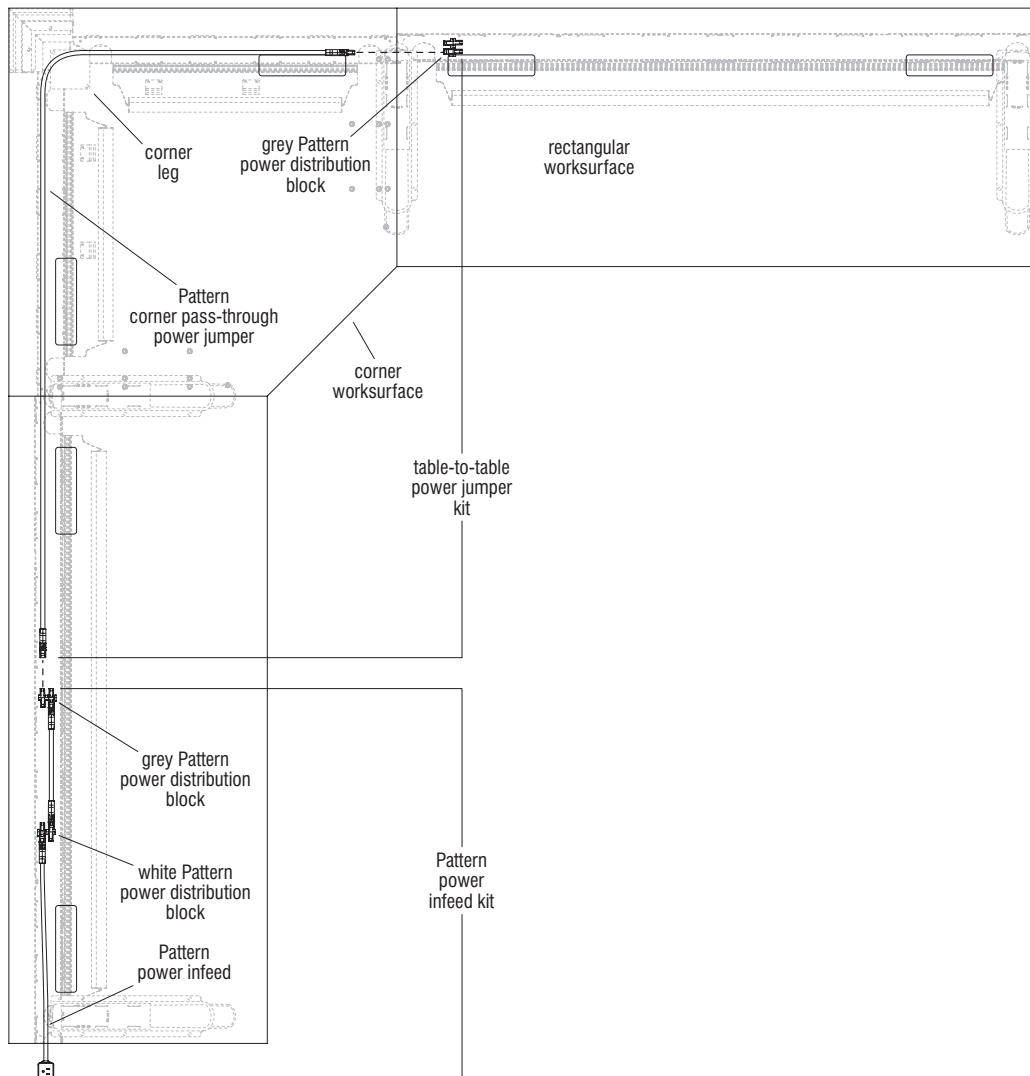 corner
leg
grey Pattern
power distribution
block
rectangular
worksurface
Pattern
corner pass-through
power jumper
corner
worksurface
table-to-table
power jumper
kit
grey Pattern
power distribution
block
white Pattern
power distribution
block
Pattern
power
infeed kit
Pattern
power infeed